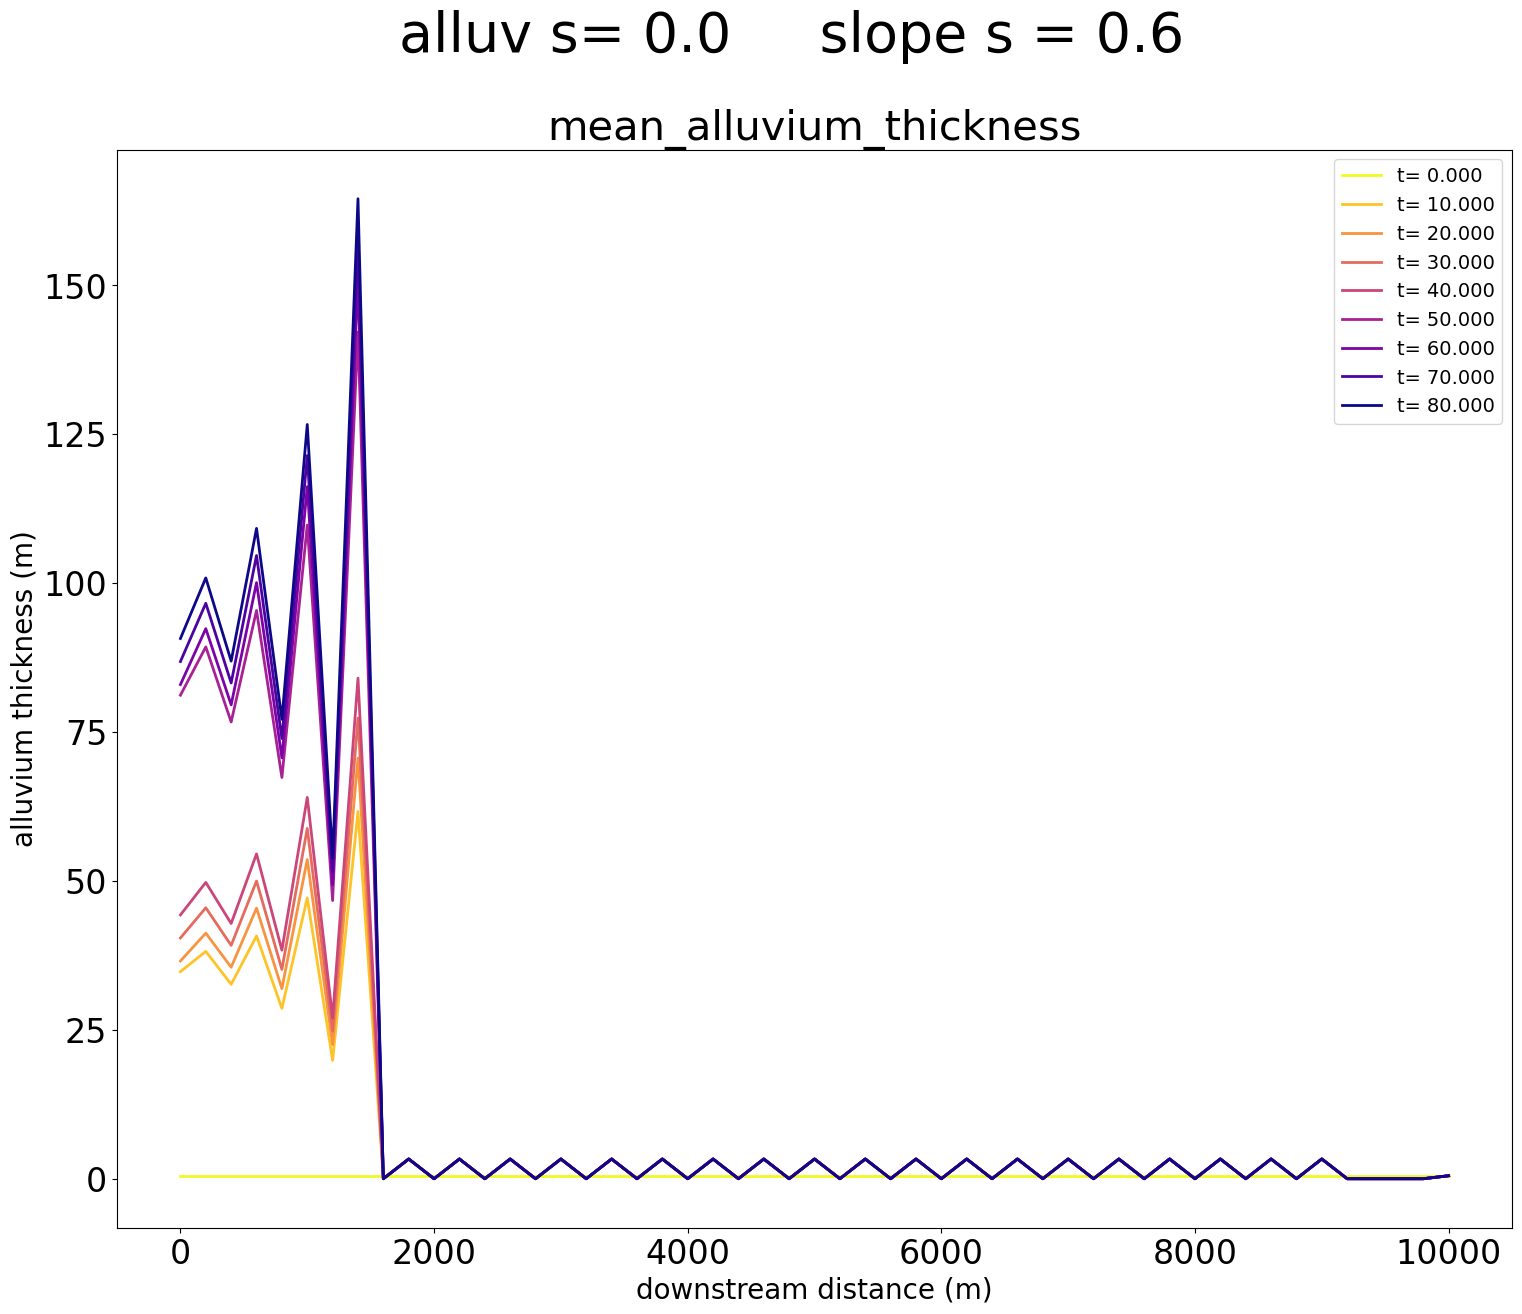 alluv s= 0.0     slope s = 0.6
mean_alluvium_thickness
t= 0.000
t= 10.000
t= 20.000
t= 30.000
t= 40.000
t= 50.000
t= 60.000
t= 70.000
t= 80.000
alluvium thickness (m)
150
125
100
75
50
25
0
0 2000 4000 6000 8000 10000
downstream distance (m)